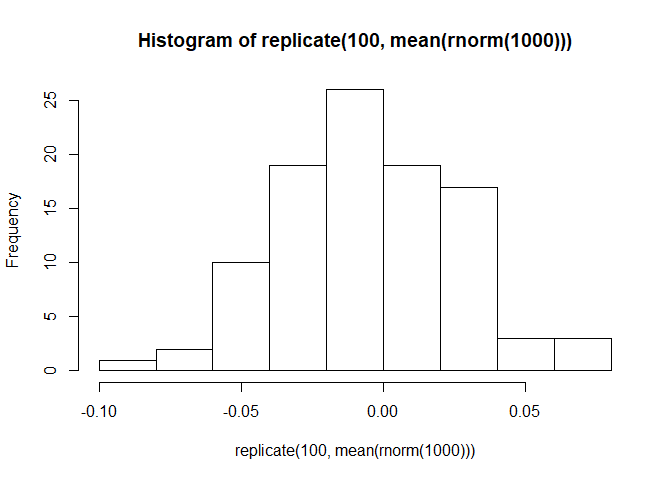 Histogram of replicate(100, mean(rnorm(1000)))
Frequency
25
20
15
10
5
0
-0.10 -0.05 0.00 0.05
replicate(100, mean(rnorm(1000)))